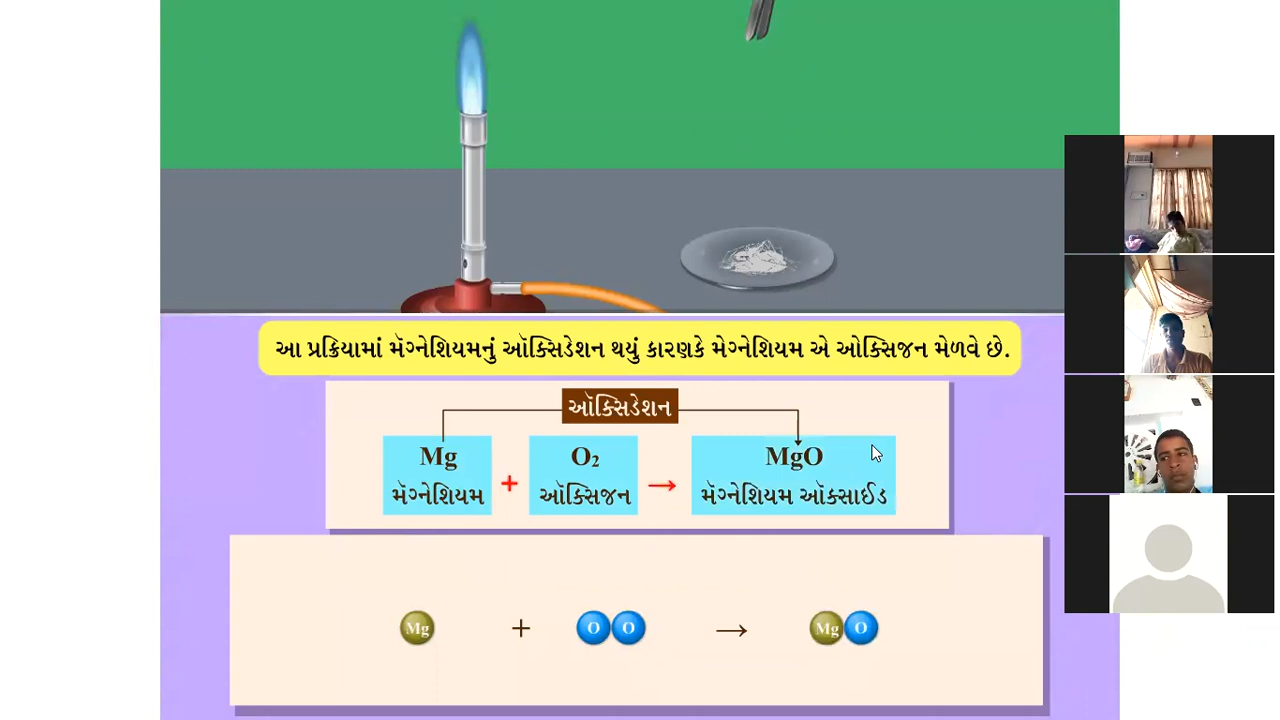 આ પ્રક્રિયામાં મૅગ્નેશિયમનું ઑક્સિડેશન થયું કારણકે મેગ્નેશિયમ એ ઓક્સિજન મેળવે છે.
ઑક્સિડેશન
Mg + O₂ → MgO
મૅગ્નેશિયમ ઑક્સિજન મૅગ્નેશિયમ ઑક્સાઈડ
Mg + O O → Mg O